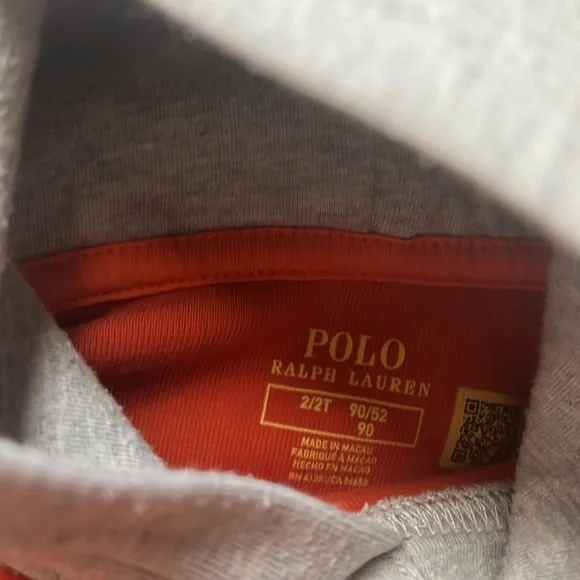 POLO
RALPH LAUREN
2/2T 90/52
90
MADE IN MACAU
FABRIQUÉ À MACAO
HECHO EN MACAO